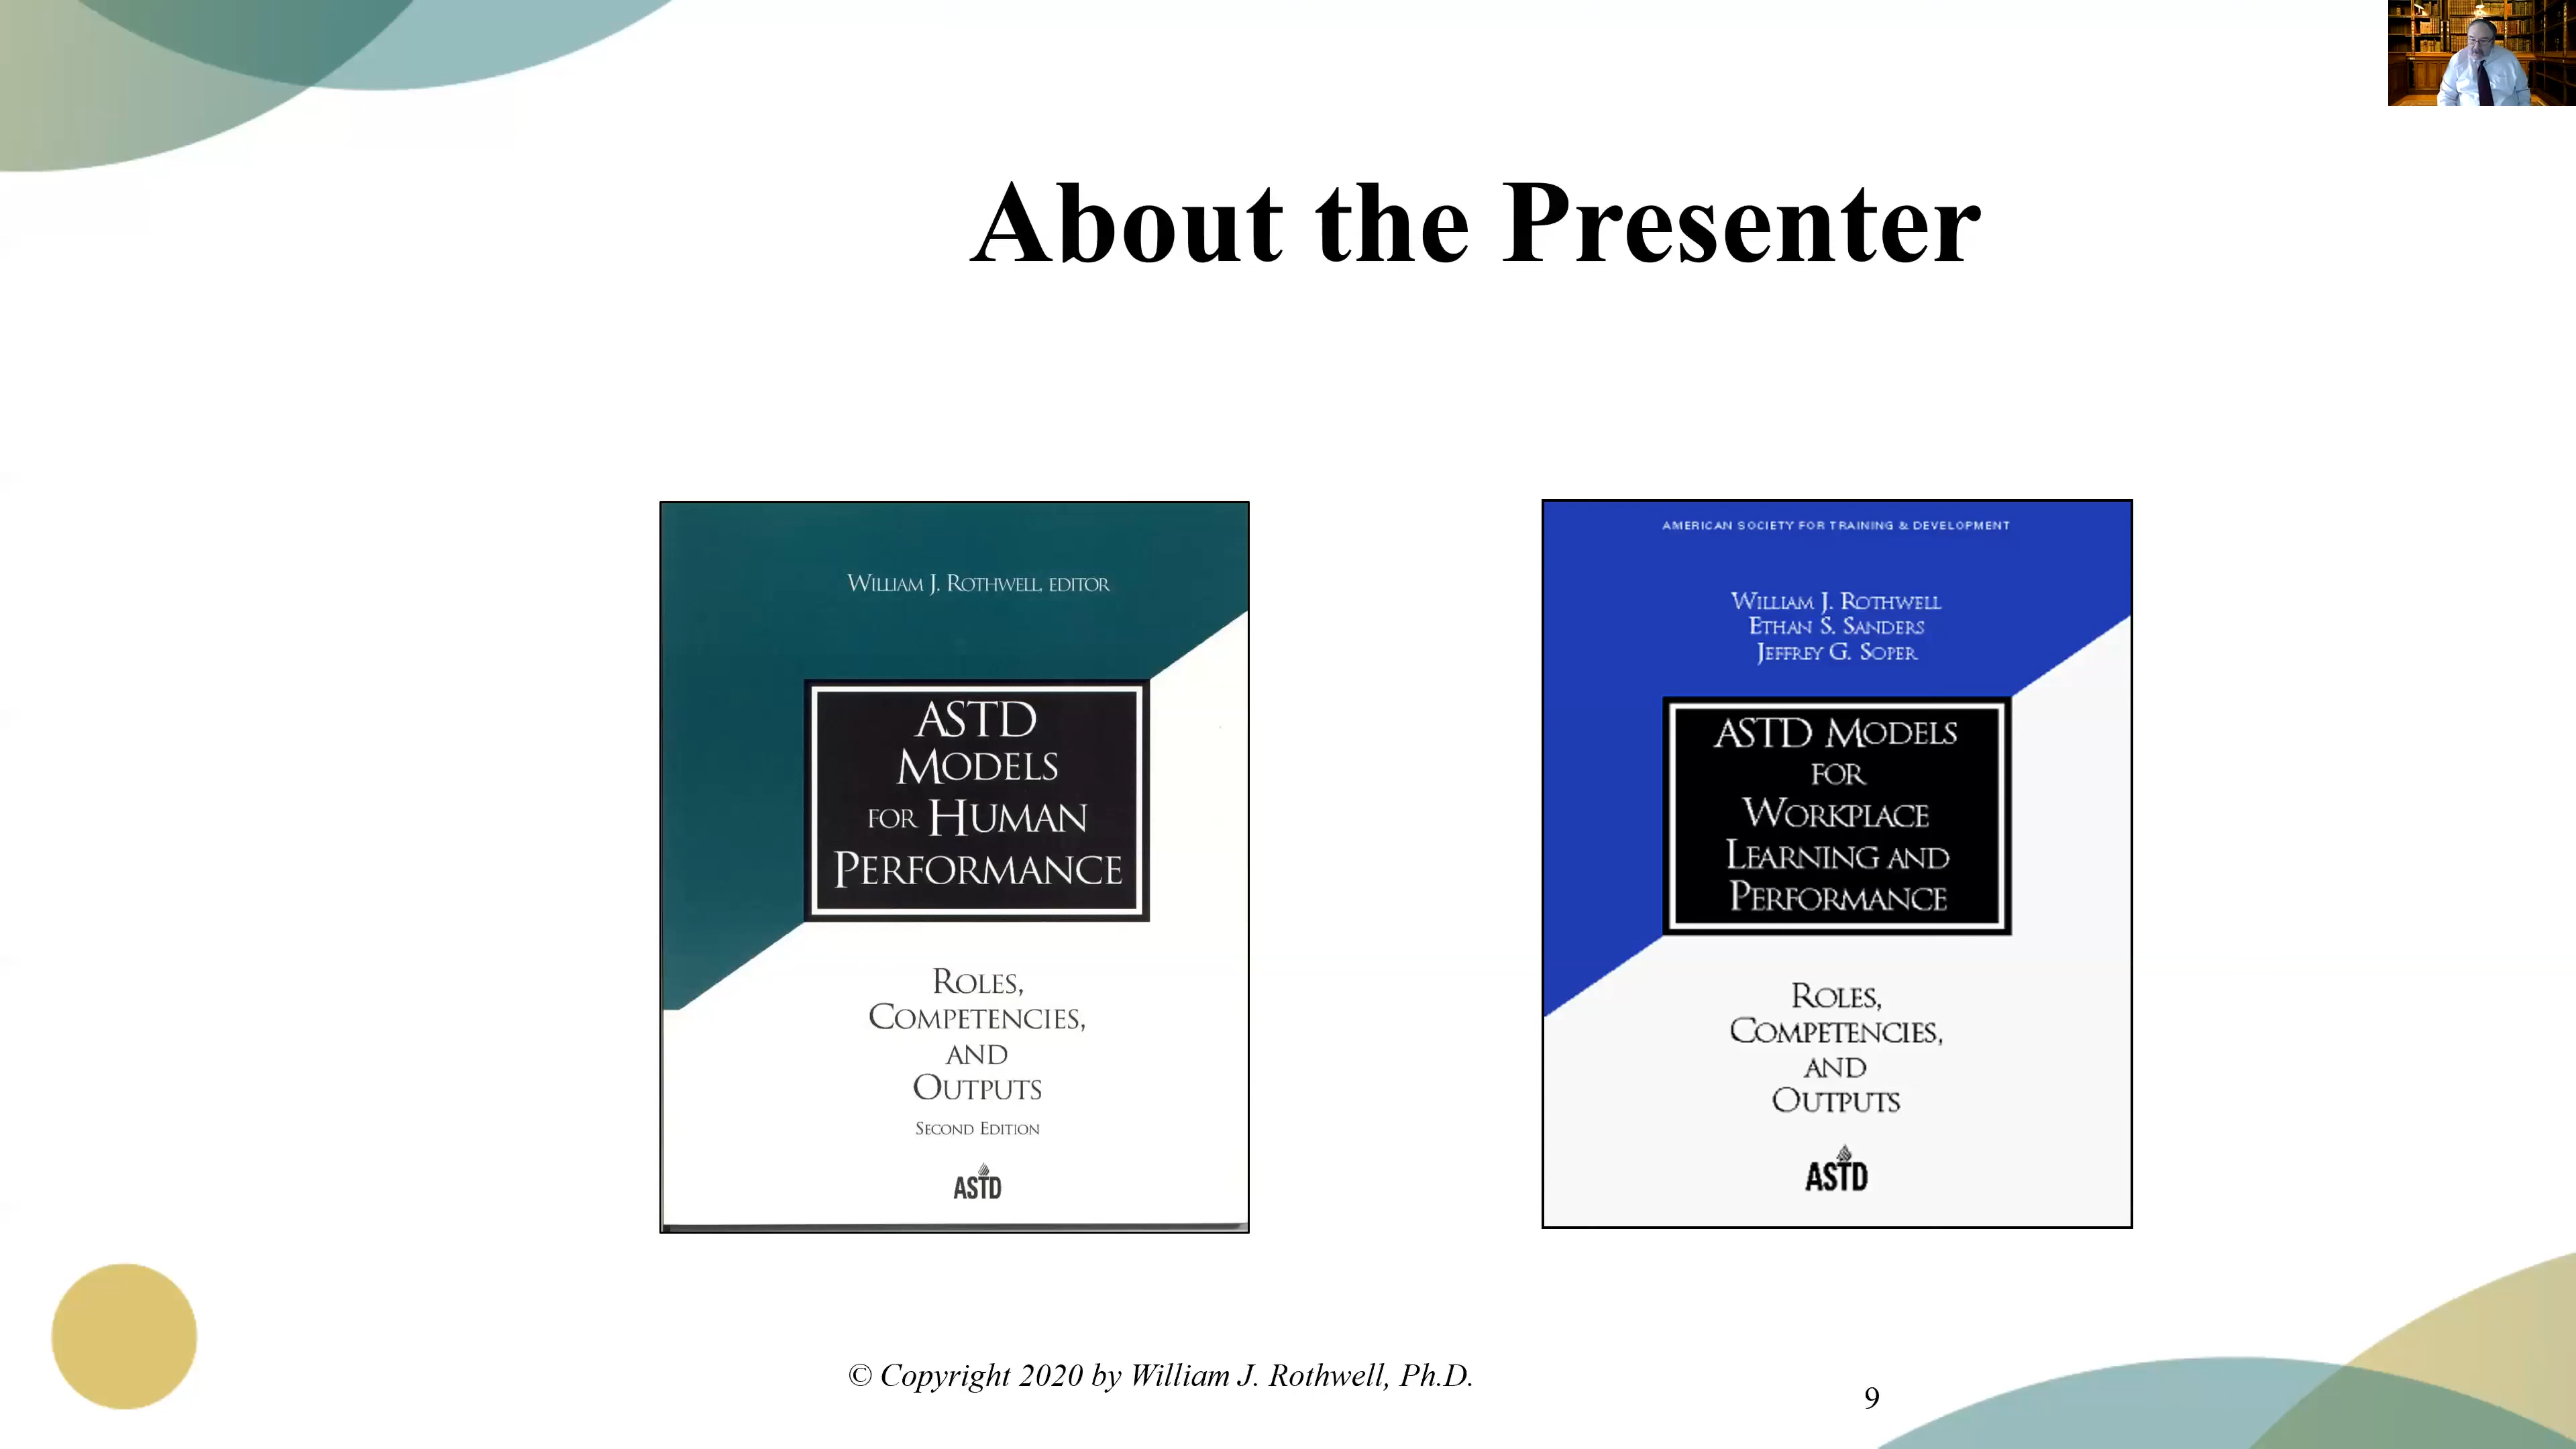 About the Presenter
WILLIAM J. ROTHWELL, EDITOR
ASTD
MODELS
FOR HUMAN
PERFORMANCE
ROLES,
COMPETENCIES,
AND
OUTPUTS
SECOND EDITION
ASTD
AMERICAN SOCIETY FOR TRAINING & DEVELOPMENT
WILLIAM J. ROTHWELL
ETHAN S. SANDERS
JEFFREY G. SOPER
ASTD MODELS
FOR
WORKPLACE
LEARNING AND
PERFORMANCE
ROLES,
COMPETENCIES,
AND
OUTPUTS
ASTD
© Copyright 2020 by William J. Rothwell, Ph.D.
9